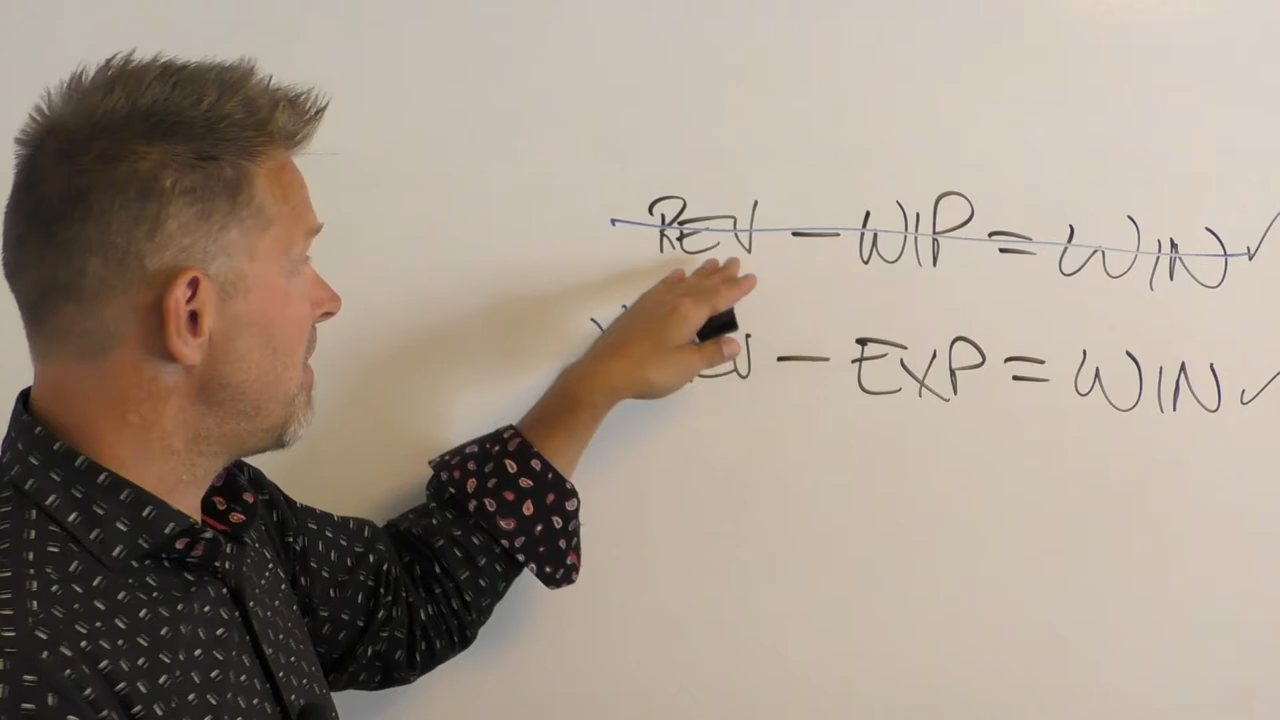 REV - WIP = WIN ✓
- EXP = WIN ✓